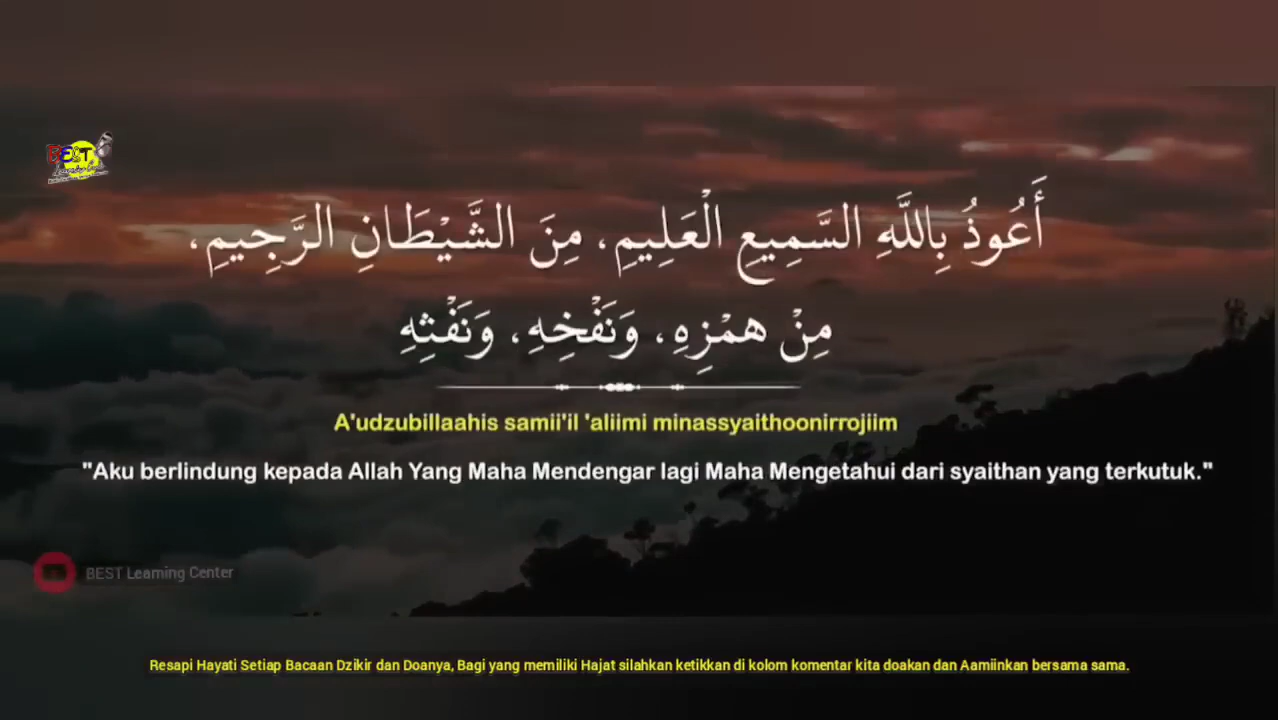 BEST
أَعُوذُ بِاللَّهِ السَّمِيعِ الْعَلِيمِ، مِنَ الشَّيْطَانِ الرَّجِيمِ،
مِنْ هَمْزِهِ، وَنَفْخِهِ، وَنَفْثِهِ
A'udzubillaahis samii'il 'aliimi minassyaithoonirrojiim
"Aku berlindung kepada Allah Yang Maha Mendengar lagi Maha Mengetahui dari syaithan yang terkutuk."
BEST Learning Center
Resapi Hayati Setiap Bacaan Dzikir dan Doanya, Bagi yang memiliki Hajat silahkan ketikkan di kolom komentar kita doakan dan Aamiinkan bersama sama.